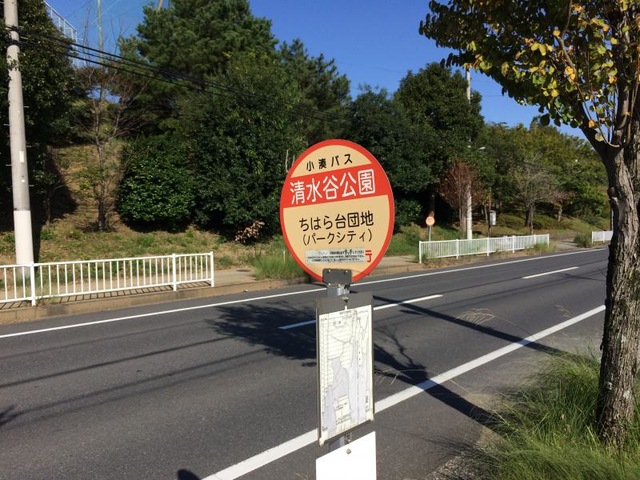 小湊バス
清水谷公園
ちはら台団地
(パークシティ)
行